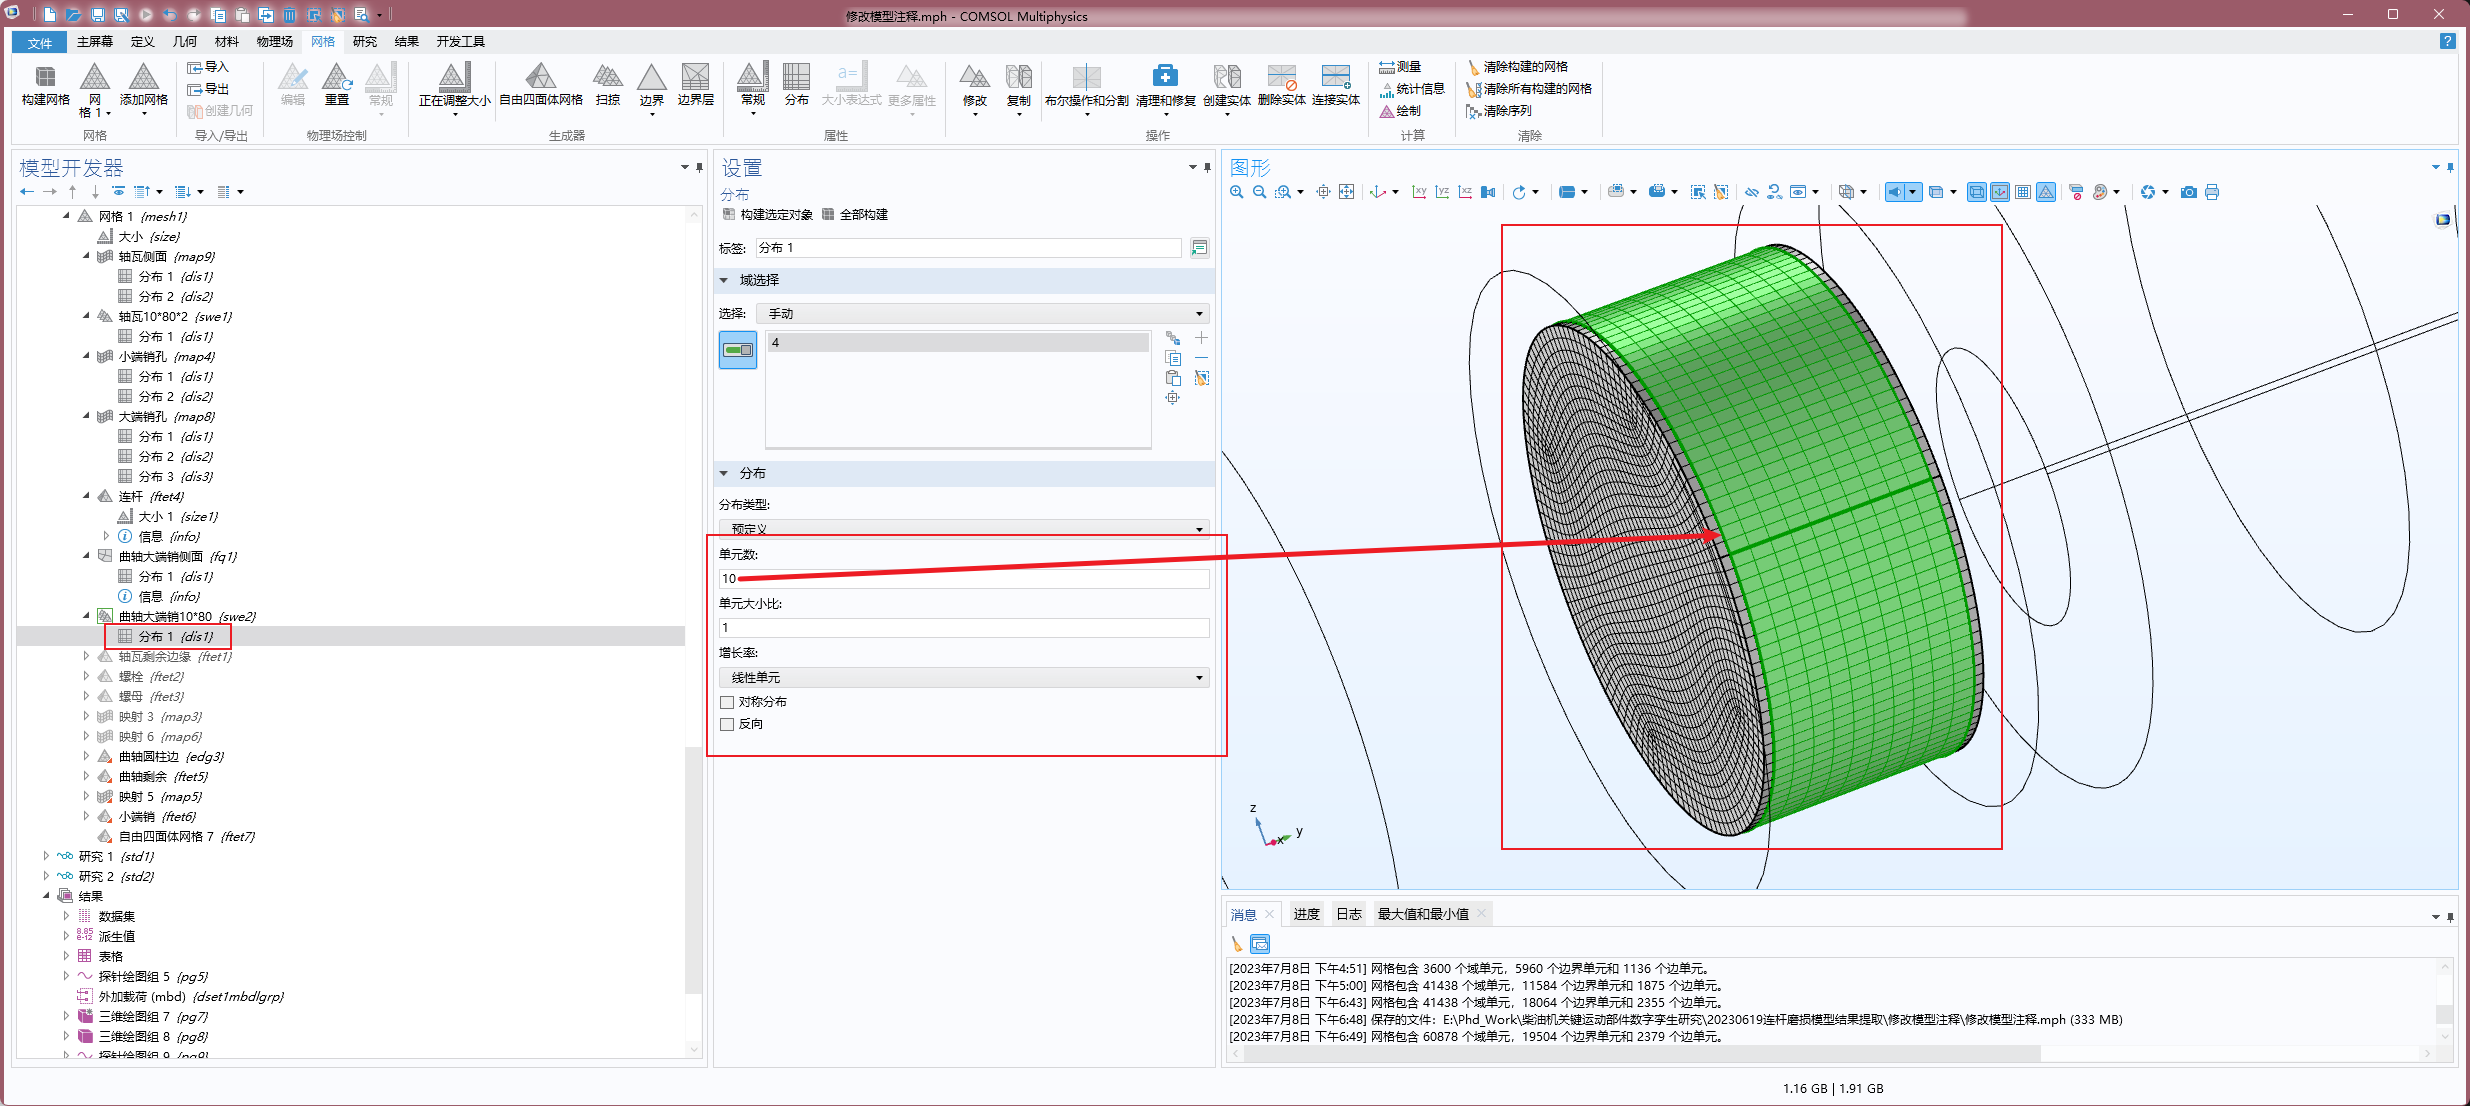 修改模型注释.mph - COMSOL Multiphysics
文件 主屏幕 定义 几何 材料 物理场 网格 研究 结果 开发工具
构建网格
网格 1
添加网格
导入
导出
创建几何
编辑
重置
常规
正在调整大小
自由四面体网格
扫掠
边界
边界层
常规
分布
大小表达式
更多属性
修改
复制
布尔操作和分割
清理和修复
创建实体
删除实体
连接实体
测量
统计信息
绘制
清除构建的网格
清除所有构建的网格
清除序列
网格 导入/导出 物理场控制 生成器 属性 操作 计算 清除
模型开发器
网格 1 {mesh1}
大小 {size}
轴瓦侧面 {map9}
分布 1 {dis1}
分布 2 {dis2}
轴瓦10*80*2 {swe1}
分布 1 {dis1}
小端销孔 {map4}
分布 1 {dis1}
分布 2 {dis2}
大端销孔 {map8}
分布 1 {dis1}
分布 2 {dis2}
分布 3 {dis3}
连杆 {ftet4}
大小 1 {size1}
信息 {info}
曲轴大端销侧面 {fq1}
分布 1 {dis1}
信息 {info}
曲轴大端销10*80 {swe2}
分布 1 {dis1}
轴瓦剩余边缘 {ftet1}
螺栓 {ftet2}
螺母 {ftet3}
映射 3 {map3}
映射 6 {map6}
曲轴圆柱边 {edg3}
曲轴剩余 {ftet5}
映射 5 {map5}
小端销 {ftet6}
自由四面体网格 7 {ftet7}
研究 1 {std1}
研究 2 {std2}
结果
数据集
8.85
e-12
派生值
表格
探针绘图组 5 {pg5}
外加载荷 (mbd) {dset1mbdlgrp}
三维绘图组 7 {pg7}
三维绘图组 8 {pg8}
探针绘图组 9 {pg9}
设置
分布
构建选定对象 全部构建
标签: 分布 1
域选择
选择: 手动
4
分布
分布类型:
预定义
单元数:
10
单元大小比:
1
增长率:
线性单元
对称分布
反向
图形
xy yz xz
z
y
x
消息 进度 日志 最大值和最小值
[2023年7月8日 下午4:51] 网格包含 3600 个域单元，5960 个边界单元和 1136 个边单元。
[2023年7月8日 下午5:00] 网格包含 41438 个域单元，11584 个边界单元和 1875 个边单元。
[2023年7月8日 下午6:43] 网格包含 41438 个域单元，18064 个边界单元和 2355 个边单元。
[2023年7月8日 下午6:48] 保存的文件：E:\Phd_Work\柴油机关键运动部件数字孪生研究\20230619连杆磨损模型结果提取\修改模型注释\修改模型注释.mph (333 MB)
[2023年7月8日 下午6:49] 网格包含 60878 个域单元，19504 个边界单元和 2379 个边单元。
1.16 GB | 1.91 GB